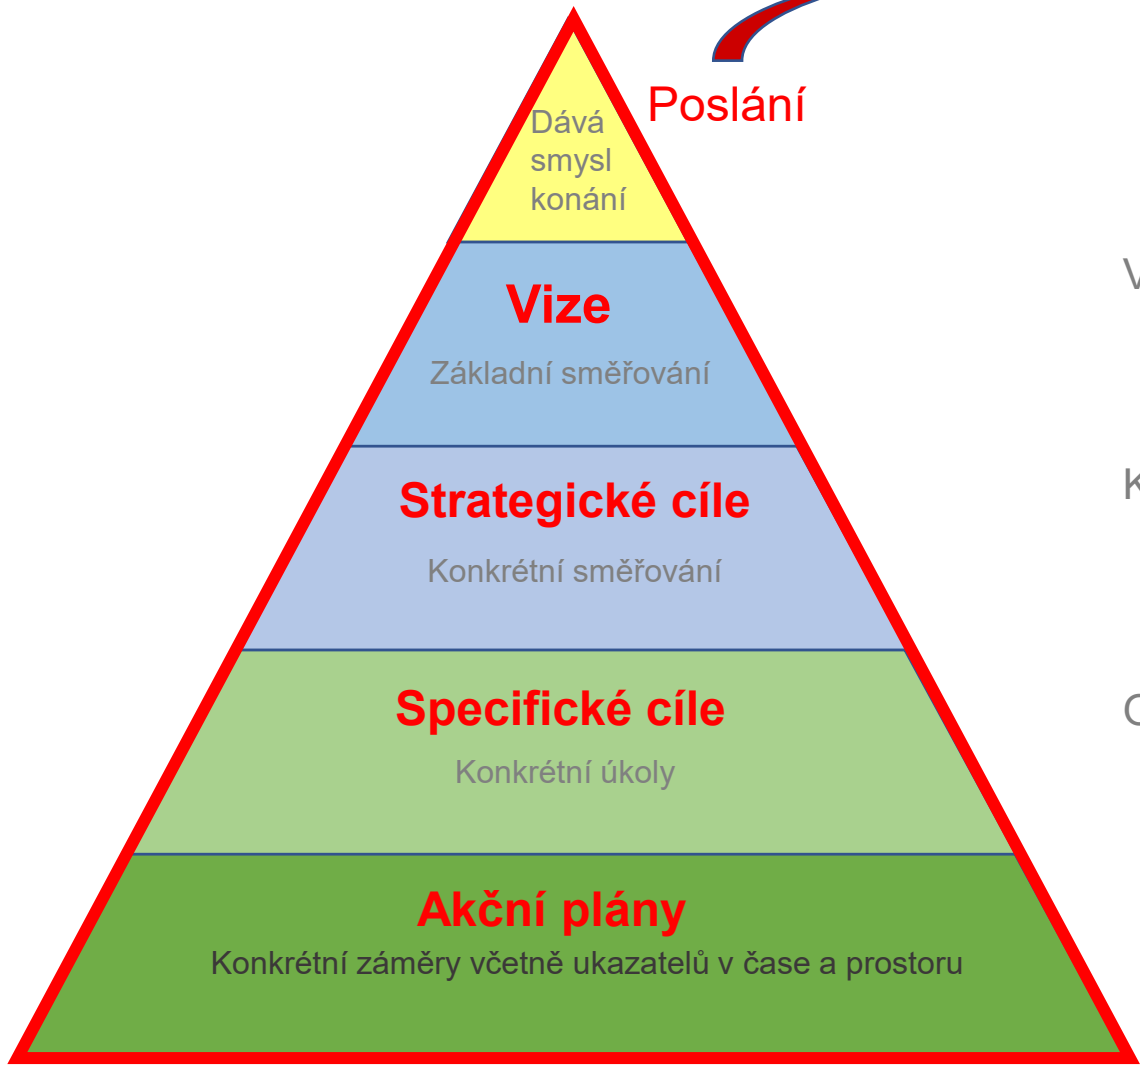 Poslání
Dává
smysl
konání
Vize
Základní směřování
Strategické cíle
Konkrétní směřování
Specifické cíle
Konkrétní úkoly
Akční plány
Konkrétní záměry včetně ukazatelů v čase a prostoru